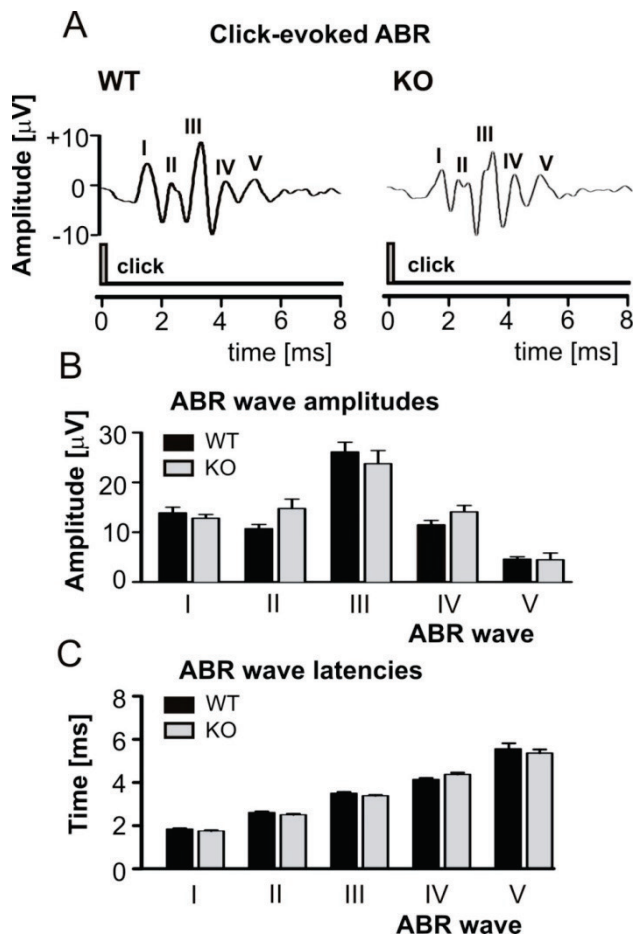 A
Click-evoked ABR
WT
KO
Amplitude [μV]
+10
0
-10
I
II
III
IV
V
I
II
III
IV
V
click
click
0 2 4 6 8
0 2 4 6 8
time [ms]
time [ms]
B
ABR wave amplitudes
Amplitude [μV]
30
20
10
0
WT
KO
I II III IV V
ABR wave
C
ABR wave latencies
Time [ms]
8
6
4
2
0
WT
KO
I II III IV V
ABR wave